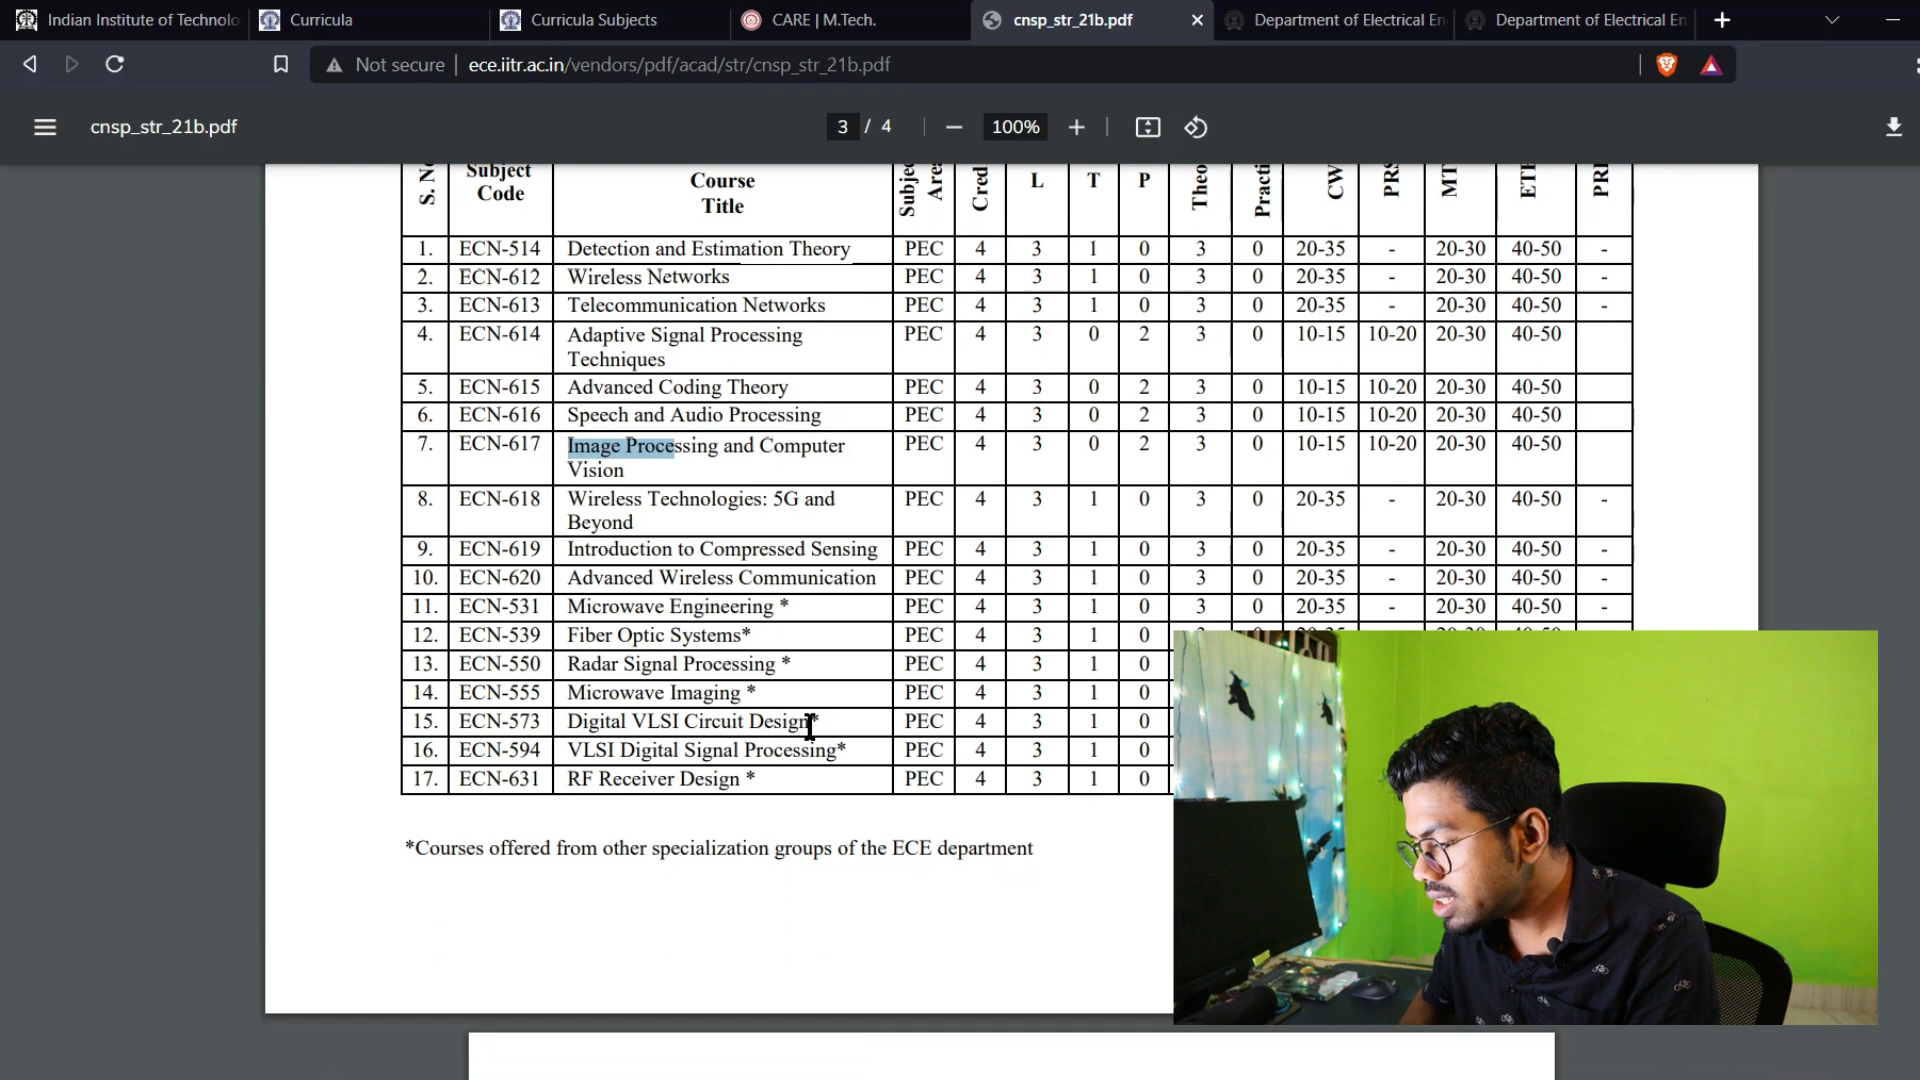 Indian Institute of Technolo
Curricula
Curricula Subjects
CARE | M.Tech.
cnsp_str_21b.pdf
Department of Electrical En
Department of Electrical En
Not secure
ece.iitr.ac.in/vendors/pdf/acad/str/cnsp_str_21b.pdf
cnsp_str_21b.pdf
3 / 4
100%
Subject Code
Course Title
L T P
1. ECN-514 Detection and Estimation Theory PEC 4 3 1 0 3 0 20-35 - 20-30 40-50 -
2. ECN-612 Wireless Networks PEC 4 3 1 0 3 0 20-35 - 20-30 40-50 -
3. ECN-613 Telecommunication Networks PEC 4 3 1 0 3 0 20-35 - 20-30 40-50 -
4. ECN-614 Adaptive Signal Processing PEC 4 3 0 2 3 0 10-15 10-20 20-30 40-50
Techniques
5. ECN-615 Advanced Coding Theory PEC 4 3 0 2 3 0 10-15 10-20 20-30 40-50
6. ECN-616 Speech and Audio Processing PEC 4 3 0 2 3 0 10-15 10-20 20-30 40-50
7. ECN-617 Image Processing and Computer PEC 4 3 0 2 3 0 10-15 10-20 20-30 40-50
Vision
8. ECN-618 Wireless Technologies: 5G and PEC 4 3 1 0 3 0 20-35 - 20-30 40-50 -
Beyond
9. ECN-619 Introduction to Compressed Sensing PEC 4 3 1 0 3 0 20-35 - 20-30 40-50 -
10. ECN-620 Advanced Wireless Communication PEC 4 3 1 0 3 0 20-35 - 20-30 40-50 -
11. ECN-531 Microwave Engineering * PEC 4 3 1 0 3 0 20-35 - 20-30 40-50 -
12. ECN-539 Fiber Optic Systems* PEC 4 3 1 0
13. ECN-550 Radar Signal Processing * PEC 4 3 1 0
14. ECN-555 Microwave Imaging * PEC 4 3 1 0
15. ECN-573 Digital VLSI Circuit Design* PEC 4 3 1 0
16. ECN-594 VLSI Digital Signal Processing* PEC 4 3 1 0
17. ECN-631 RF Receiver Design * PEC 4 3 1 0
*Courses offered from other specialization groups of the ECE department